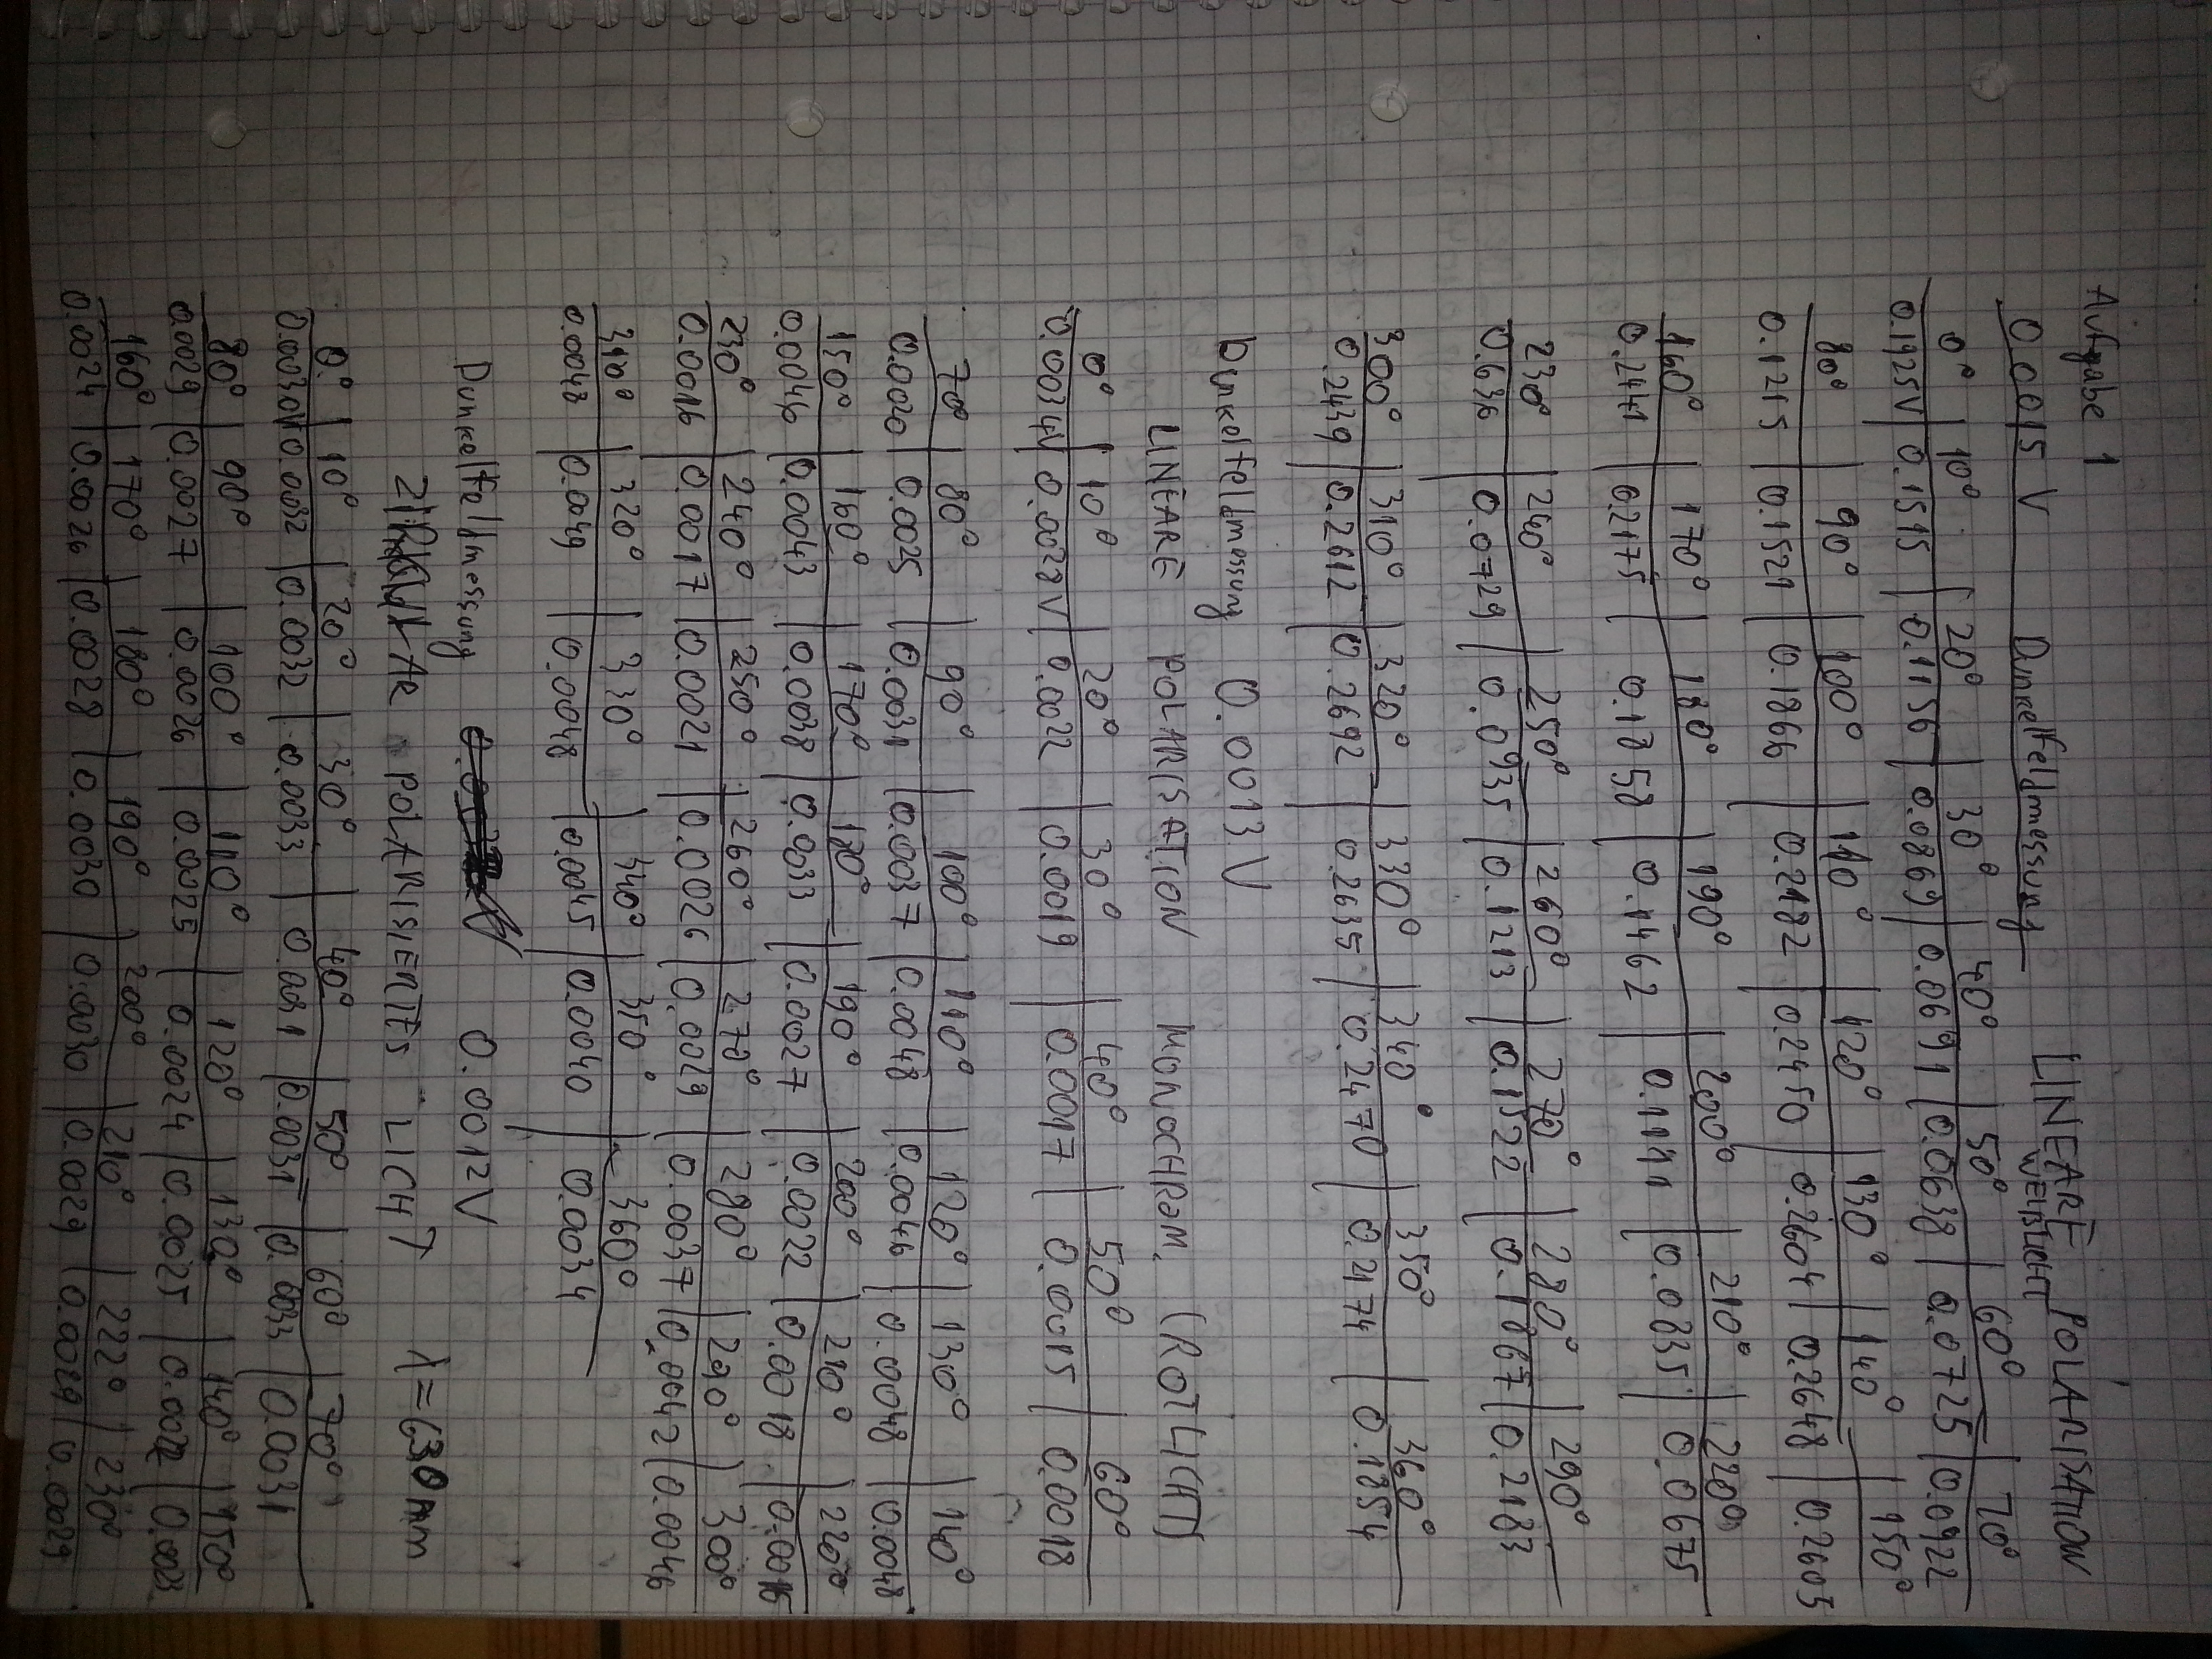 Aufgabe 1
0.0015 V Dunkelfeldmessung LINEARE POLARISATION
WEIßLICHT
0° 10° 20° 30° 40° 50° 60° 70°
0.1925V 0.1515 0.1156 0.0869 0.0691 0.0638 0.0725 0.0922
80° 90° 100° 110° 120° 130° 140° 150°
0.1215 0.1521 0.1866 0.2182 0.2450 0.2604 0.2648 0.2605
160° 170° 180° 190° 200° 210° 220°
0.2441 0.2175 0.1858 0.1462 0.1111 0.0835 0.0675
230° 240° 250° 260° 270° 280° 290°
0.636 0.0729 0.0935 0.1213 0.1522 0.1867 0.2183
300° 310° 320° 330° 340° 350° 360°
0.2439 0.2612 0.2692 0.2635 0.2470 0.2174 0.1854
Dunkelfeldmessung 0.0013 V
LINEARE POLARISATION MONOCHROM. (ROTLICHT)
0° 10° 20° 30° 40° 50° 60°
0.0034V 0.0028V 0.0022 0.0019 0.0017 0.0015 0.0018
70° 80° 90° 100° 110° 120° 130° 140°
0.0020 0.0025 0.0031 0.0037 0.0048 0.0046 0.0048 0.0048
150° 160° 170° 180° 190° 200° 210° 220°
0.0046 0.0043 0.0038 0.0033 0.0027 0.0022 0.0018 0.0016
230° 240° 250° 260° 270° 280° 290° 300°
0.0016 0.0017 0.0021 0.0026 0.0029 0.0037 0.0042 0.0046
310° 320° 330° 340° 350° 360°
0.0048 0.0049 0.0048 0.0045 0.0040 0.0034
Dunkelfeldmessung 0.0012V
ZIRKULAR POLARISIERTES LICHT λ=630nm
0° 10° 20° 30° 40° 50° 60° 70°
0.0030V 0.0032 0.0032 0.0033 0.0031 0.0031 0.0033 0.0031
80° 90° 100° 110° 120° 130° 140° 150°
0.0029 0.0027 0.0026 0.0025 0.0024 0.0025 0.0023
160° 170° 180° 190° 200° 210° 222° 230°
0.0024 0.0026 0.0028 0.0030 0.0030 0.0029 0.0029 0.0029